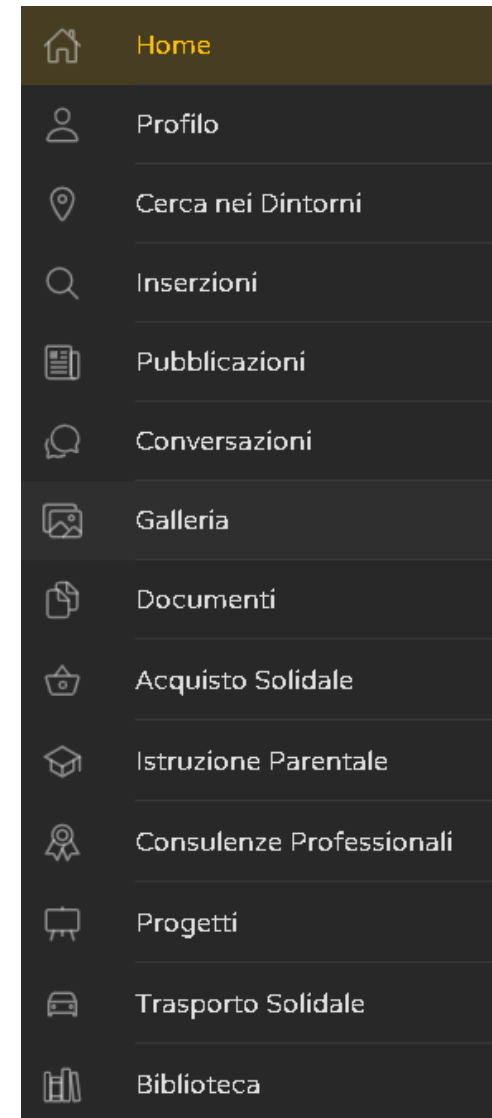 Home
Profilo
Cerca nei Dintorni
Inserzioni
Pubblicazioni
Conversazioni
Galleria
Documenti
Acquisto Solidale
Istruzione Parentale
Consulenze Professionali
Progetti
Trasporto Solidale
Biblioteca